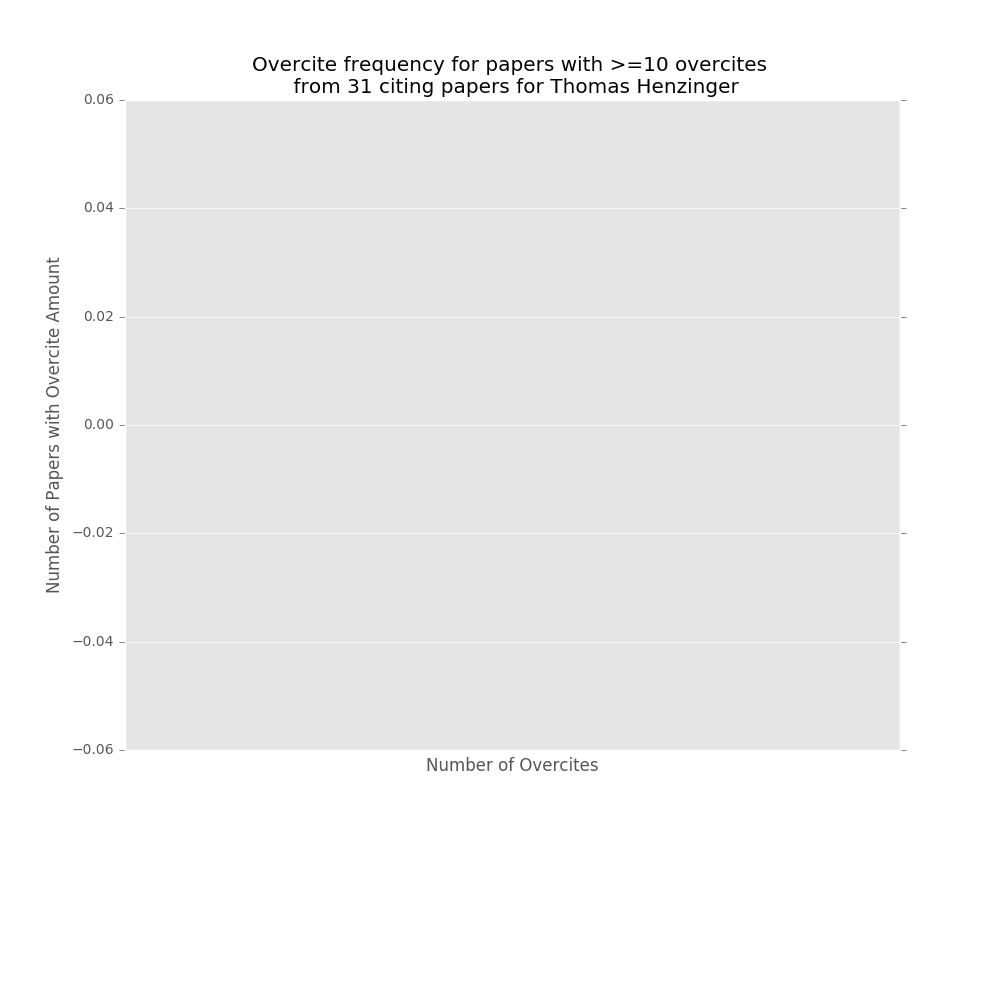 Overcite frequency for papers with >=10 overcites
from 31 citing papers for Thomas Henzinger
0.06
0.04
0.02
0.00
−0.02
−0.04
−0.06
Number of Papers with Overcite Amount
Number of Overcites